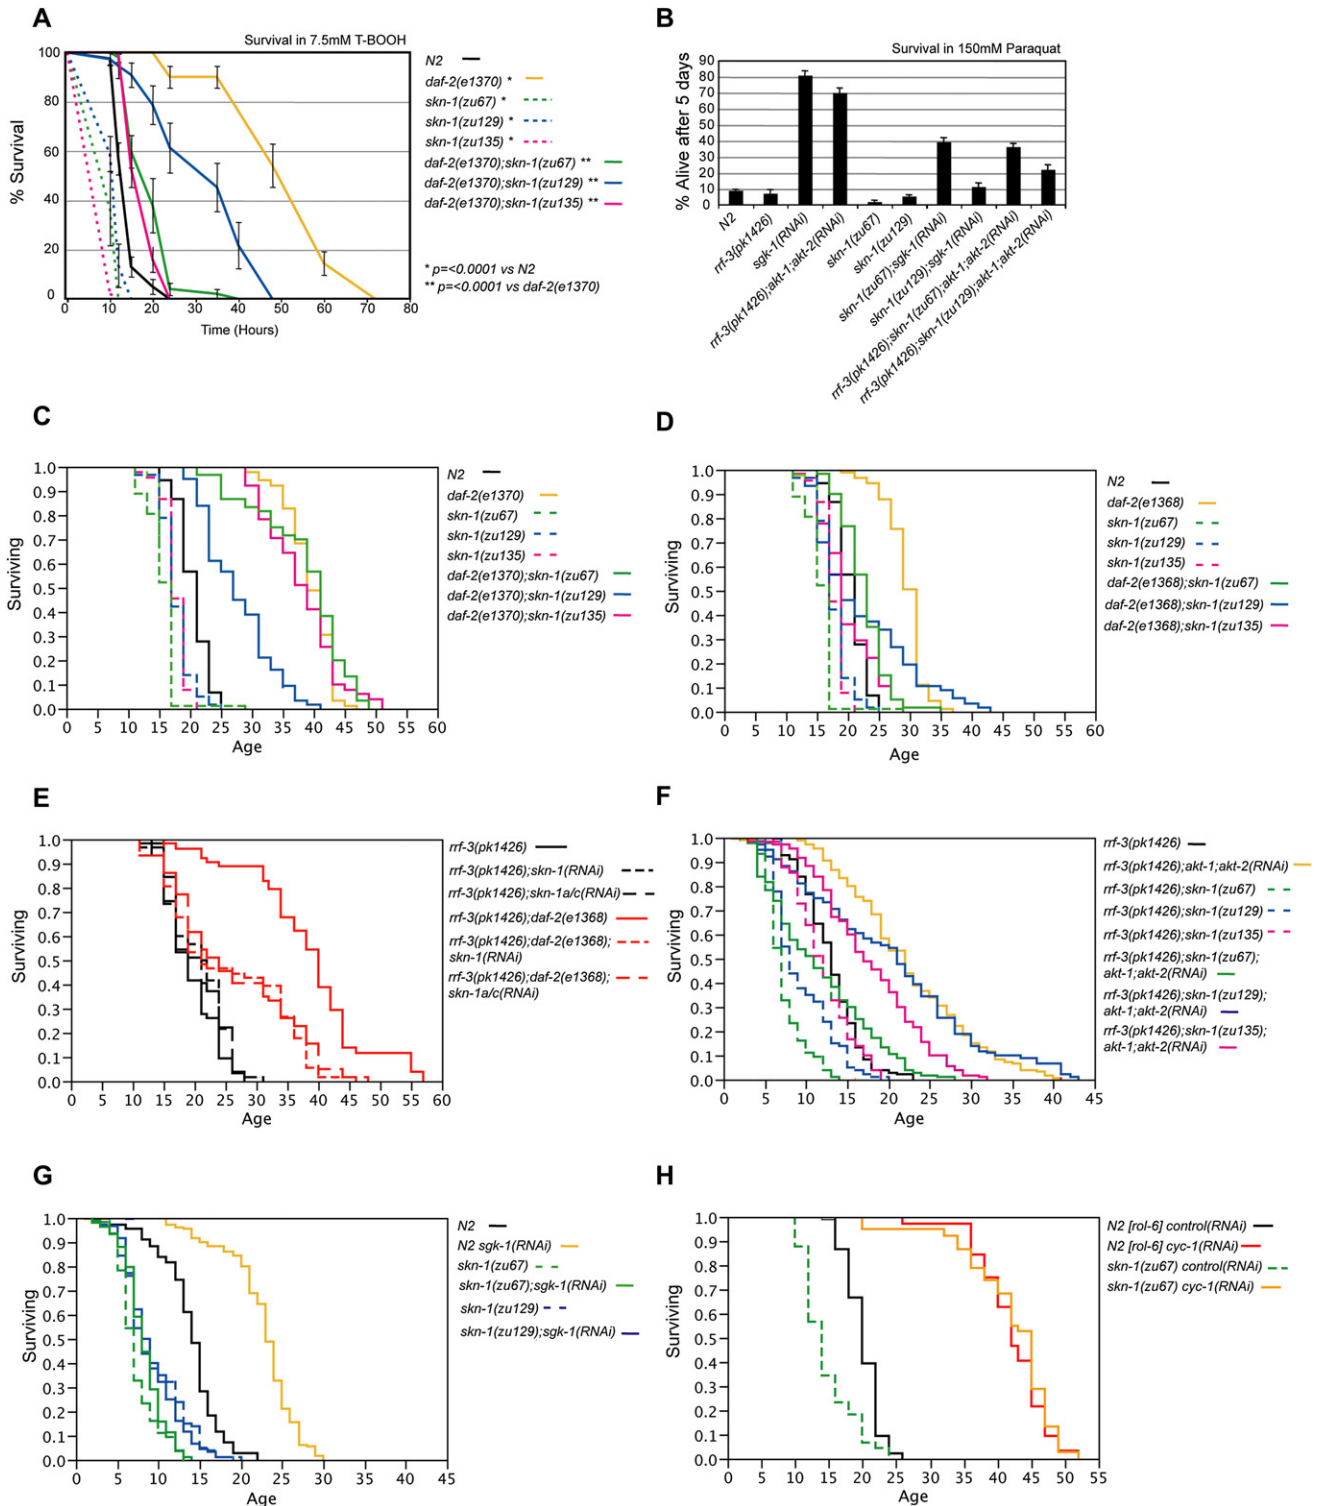 A
Survival in 7.5mM T-BOOH
% Survival
100
80
60
40
20
0
0 10 20 30 40 50 60 70 80
Time (Hours)
N2
daf-2(e1370) *
skn-1(zu67) *
skn-1(zu129) *
skn-1(zu135) *
daf-2(e1370);skn-1(zu67) **
daf-2(e1370);skn-1(zu129) **
daf-2(e1370);skn-1(zu135) **
* p=<0.0001 vs N2
** p=<0.0001 vs daf-2(e1370)
B
Survival in 150mM Paraquat
% Alive after 5 days
90
80
70
60
50
40
30
20
10
0
N2
rrf-3(pk1426)
sgk-1(RNAi)
rrf-3(pk1426);akt-1;akt-2(RNAi)
skn-1(zu67)
skn-1(zu129)
skn-1(zu67);sgk-1(RNAi)
skn-1(zu129);sgk-1(RNAi)
rrf-3(pk1426);skn-1(zu67);akt-1;akt-2(RNAi)
rrf-3(pk1426);skn-1(zu129);akt-1;akt-2(RNAi)
C
Surviving
1.0
0.9
0.8
0.7
0.6
0.5
0.4
0.3
0.2
0.1
0.0
0 5 10 15 20 25 30 35 40 45 50 55 60
Age
N2
daf-2(e1370)
skn-1(zu67)
skn-1(zu129)
skn-1(zu135)
daf-2(e1370);skn-1(zu67)
daf-2(e1370);skn-1(zu129)
daf-2(e1370);skn-1(zu135)
D
Surviving
1.0
0.9
0.8
0.7
0.6
0.5
0.4
0.3
0.2
0.1
0.0
0 5 10 15 20 25 30 35 40 45 50 55 60
Age
N2
daf-2(e1368)
skn-1(zu67)
skn-1(zu129)
skn-1(zu135)
daf-2(e1368);skn-1(zu67)
daf-2(e1368);skn-1(zu129)
daf-2(e1368);skn-1(zu135)
E
Surviving
1.0
0.9
0.8
0.7
0.6
0.5
0.4
0.3
0.2
0.1
0.0
0 5 10 15 20 25 30 35 40 45 50 55 60
Age
rrf-3(pk1426)
rrf-3(pk1426);skn-1(RNAi)
rrf-3(pk1426);skn-1a/c(RNAi)
rrf-3(pk1426);daf-2(e1368)
rrf-3(pk1426);daf-2(e1368);
skn-1(RNAi)
rrf-3(pk1426);daf-2(e1368);
skn-1a/c(RNAi)
F
Surviving
1.0
0.9
0.8
0.7
0.6
0.5
0.4
0.3
0.2
0.1
0.0
0 5 10 15 20 25 30 35 40 45
Age
rrf-3(pk1426)
rrf-3(pk1426);akt-1;akt-2(RNAi)
rrf-3(pk1426);skn-1(zu67)
rrf-3(pk1426);skn-1(zu129)
rrf-3(pk1426);skn-1(zu135)
rrf-3(pk1426);skn-1(zu67);
akt-1;akt-2(RNAi)
rrf-3(pk1426);skn-1(zu129);
akt-1;akt-2(RNAi)
rrf-3(pk1426);skn-1(zu135);
akt-1;akt-2(RNAi)
G
Surviving
1.0
0.9
0.8
0.7
0.6
0.5
0.4
0.3
0.2
0.1
0.0
0 5 10 15 20 25 30 35 40 45
Age
N2
N2 sgk-1(RNAi)
skn-1(zu67)
skn-1(zu67);sgk-1(RNAi)
skn-1(zu129)
skn-1(zu129);sgk-1(RNAi)
H
Surviving
1.0
0.9
0.8
0.7
0.6
0.5
0.4
0.3
0.2
0.1
0.0
0 5 10 15 20 25 30 35 40 45 50 55
Age
N2 [rol-6] control(RNAi)
N2 [rol-6] cyc-1(RNAi)
skn-1(zu67) control(RNAi)
skn-1(zu67) cyc-1(RNAi)